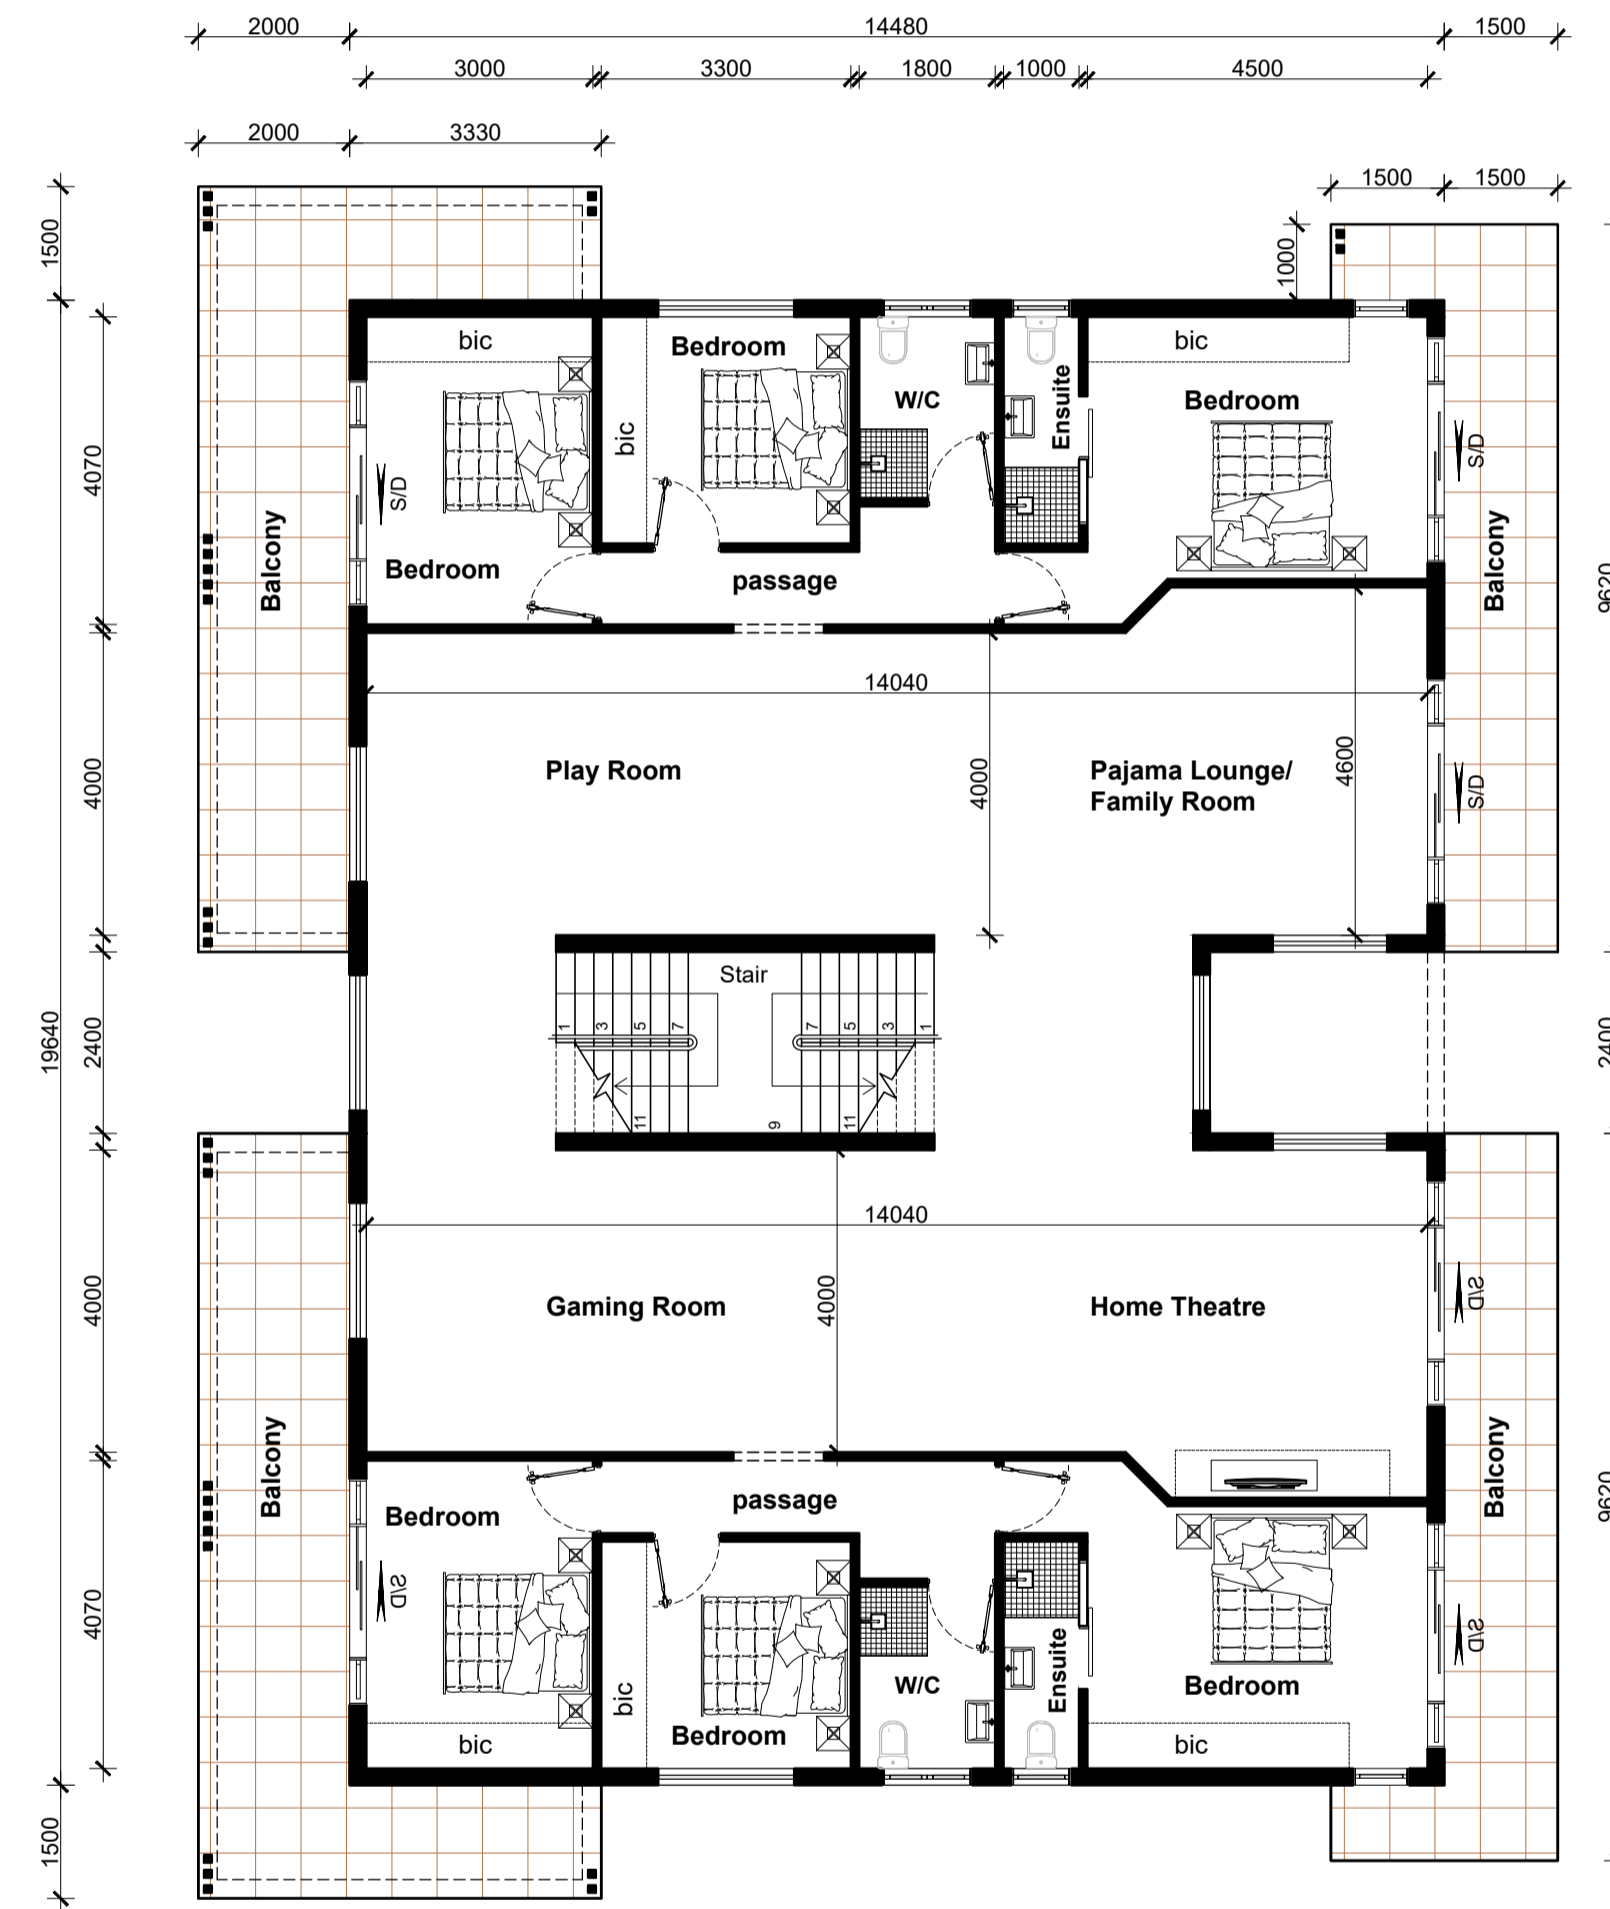 2000
14480
1500
3000
3300
1800
1000
4500
2000
3330
1500
1500
1500
1000
bic
Bedroom
bic
W/C
Ensuite
bic
Bedroom
S/D
S/D
4070
bic
Balcony
Bedroom
passage
Balcony
9620
14040
Play Room
Pajama Lounge/
Family Room
4000
4600
S/D
4000
Stair
1
3
5
7
7
5
3
1
11
9
11
19640
2400
2400
14040
Gaming Room
4000
Home Theatre
S/D
4000
Balcony
Bedroom
passage
Balcony
9620
S/D
S/D
4070
bic
W/C
Ensuite
Bedroom
Bedroom
bic
bic
1500